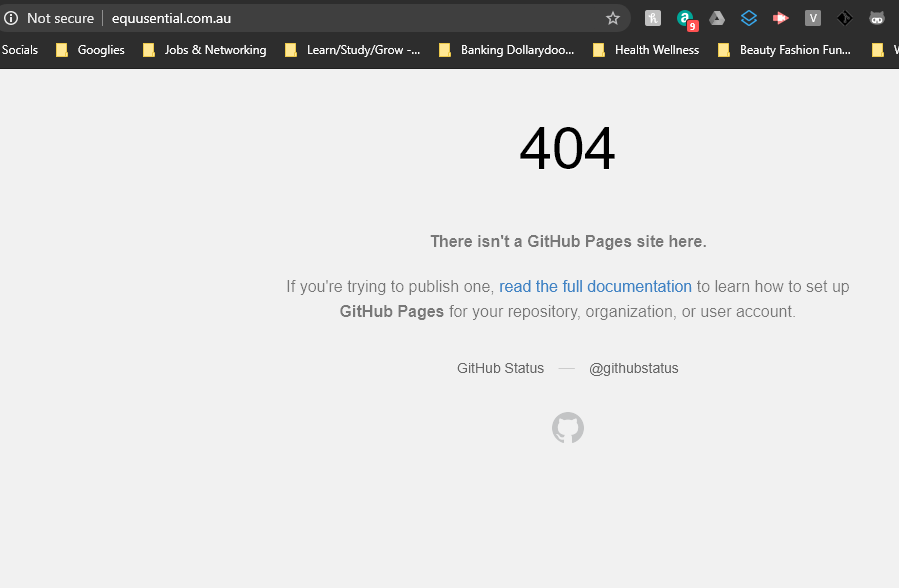 Not secure equusential.com.au
9 V
Socials Googlies Jobs & Networking Learn/Study/Grow -... Banking Dollarydoo... Health Wellness Beauty Fashion Fun...
404
There isn't a GitHub Pages site here.
If you're trying to publish one, read the full documentation to learn how to set up
GitHub Pages for your repository, organization, or user account.
GitHub Status — @githubstatus